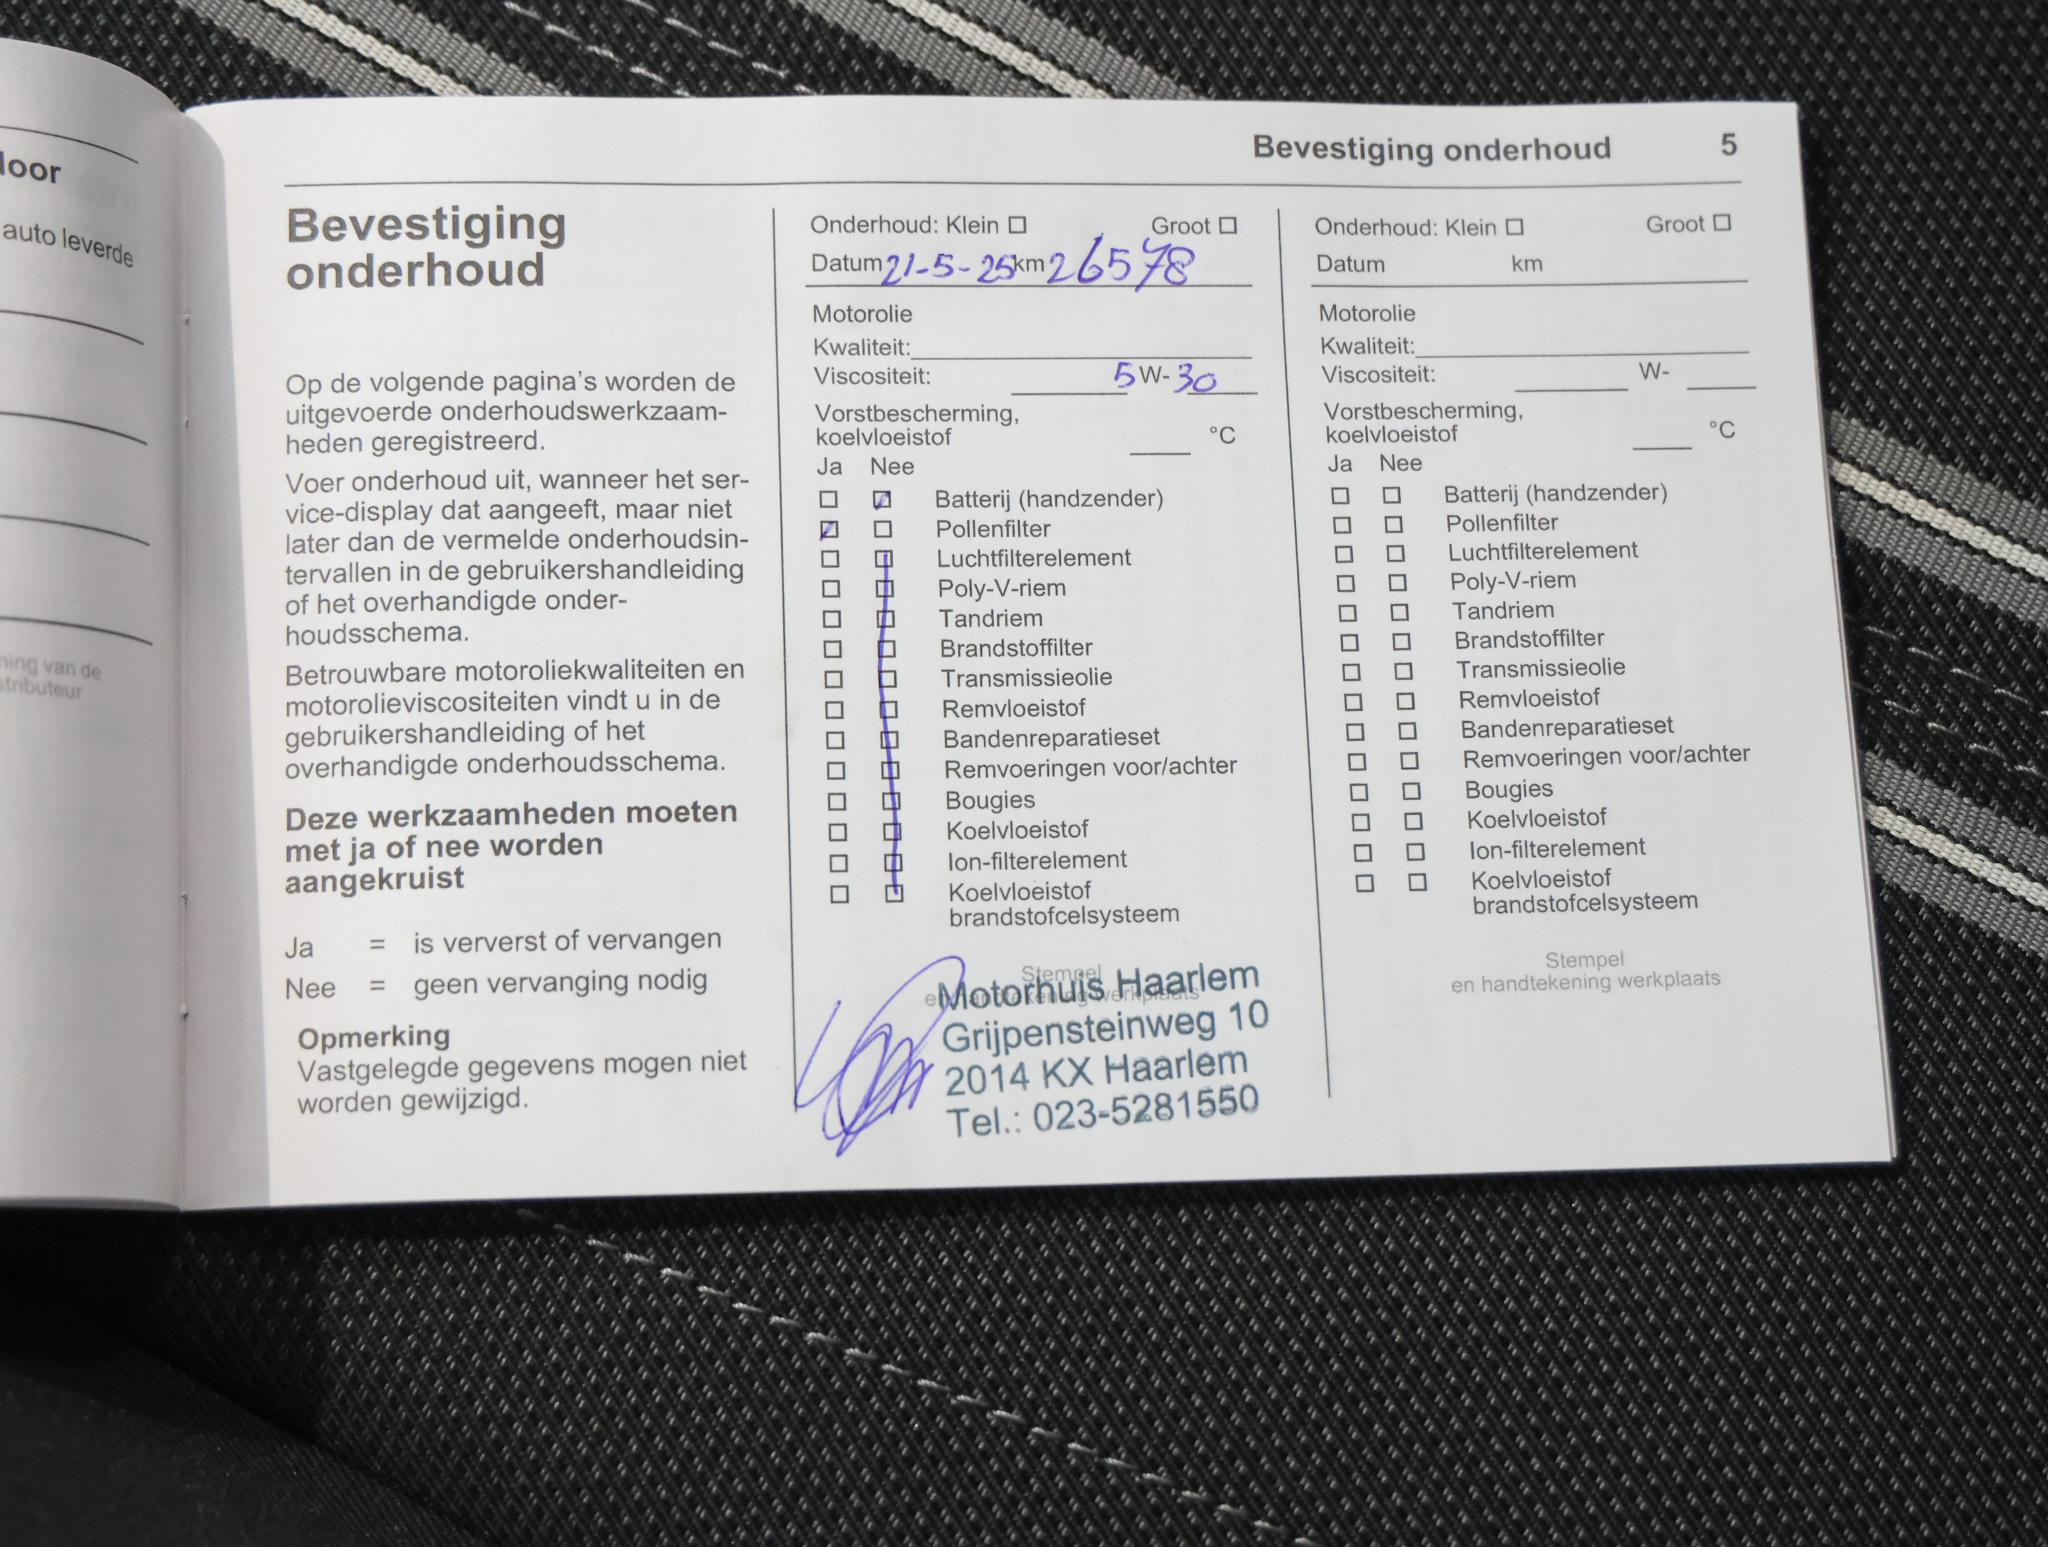 loor
auto leverde
ning van de
stributeur
Bevestiging onderhoud 5
Bevestiging
onderhoud
Op de volgende pagina's worden de
uitgevoerde onderhoudswerkzaam-
heden geregistreerd.
Voer onderhoud uit, wanneer het ser-
vice-display dat aangeeft, maar niet
later dan de vermelde onderhoudsin-
tervallen in de gebruikershandleiding
of het overhandigde onder-
houdsschema.
Betrouwbare motoroliekwaliteiten en
motorolieviscositeiten vindt u in de
gebruikershandleiding of het
overhandigde onderhoudsschema.
Deze werkzaamheden moeten
met ja of nee worden
aangekruist
Ja = is ververst of vervangen
Nee = geen vervanging nodig
Opmerking
Vastgelegde gegevens mogen niet
worden gewijzigd.
Onderhoud: Klein ☐ Groot ☐
Datum 21-5-25 km 26578
Motorolie
Kwaliteit:
Viscositeit: 5 W- 30
Vorstbescherming,
koelvloeistof °C
Ja Nee
Batterij (handzender)
Pollenfilter
Luchtfilterelement
Poly-V-riem
Tandriem
Brandstoffilter
Transmissieolie
Remvloeistof
Bandenreparatieset
Remvoeringen voor/achter
Bougies
Koelvloeistof
Ion-filterelement
Koelvloeistof
brandstofcelsysteem
Stempel
en handtekening werkplaats
Motorhuis Haarlem
Grijpensteinweg 10
2014 KX Haarlem
Tel.: 023-5281550
Onderhoud: Klein ☐ Groot ☐
Datum km
Motorolie
Kwaliteit:
Viscositeit: W-
Vorstbescherming,
koelvloeistof °C
Ja Nee
Batterij (handzender)
Pollenfilter
Luchtfilterelement
Poly-V-riem
Tandriem
Brandstoffilter
Transmissieolie
Remvloeistof
Bandenreparatieset
Remvoeringen voor/achter
Bougies
Koelvloeistof
Ion-filterelement
Koelvloeistof
brandstofcelsysteem
Stempel
en handtekening werkplaats